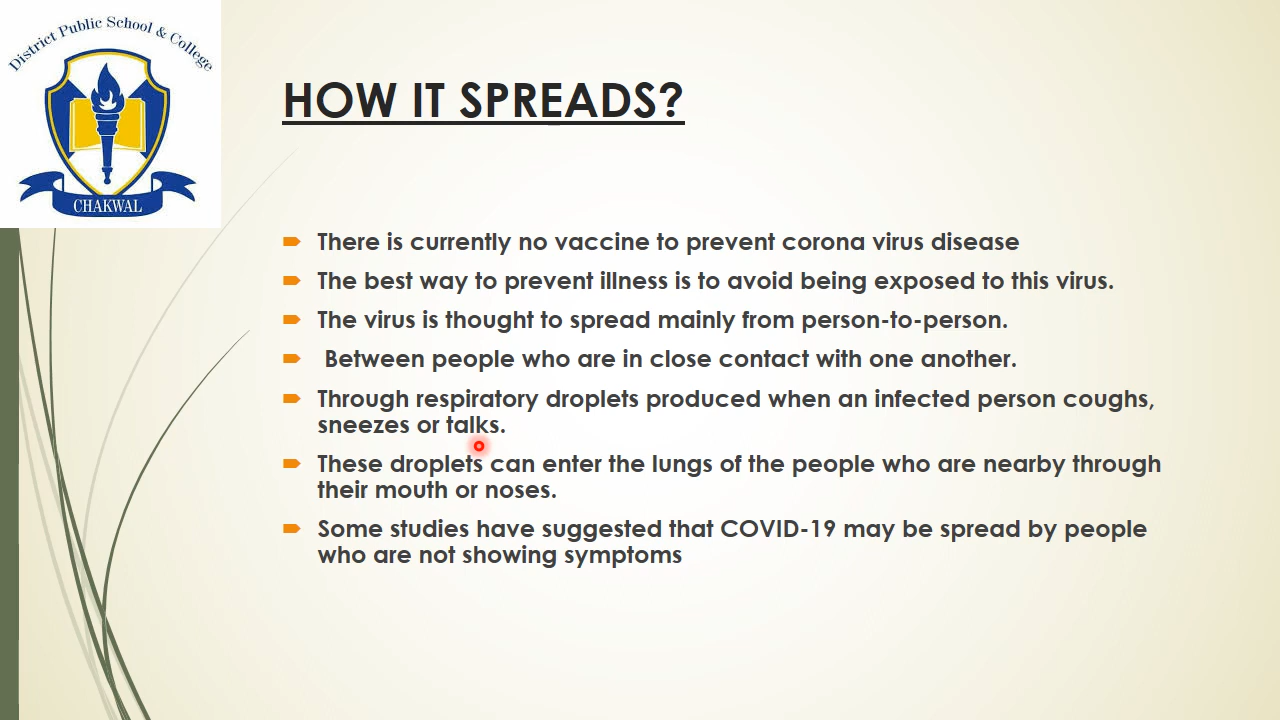 District Public School & College
CHAKWAL
HOW IT SPREADS?
There is currently no vaccine to prevent corona virus disease
The best way to prevent illness is to avoid being exposed to this virus.
The virus is thought to spread mainly from person-to-person.
Between people who are in close contact with one another.
Through respiratory droplets produced when an infected person coughs,
sneezes or talks.
These droplets can enter the lungs of the people who are nearby through
their mouth or noses.
Some studies have suggested that COVID-19 may be spread by people
who are not showing symptoms